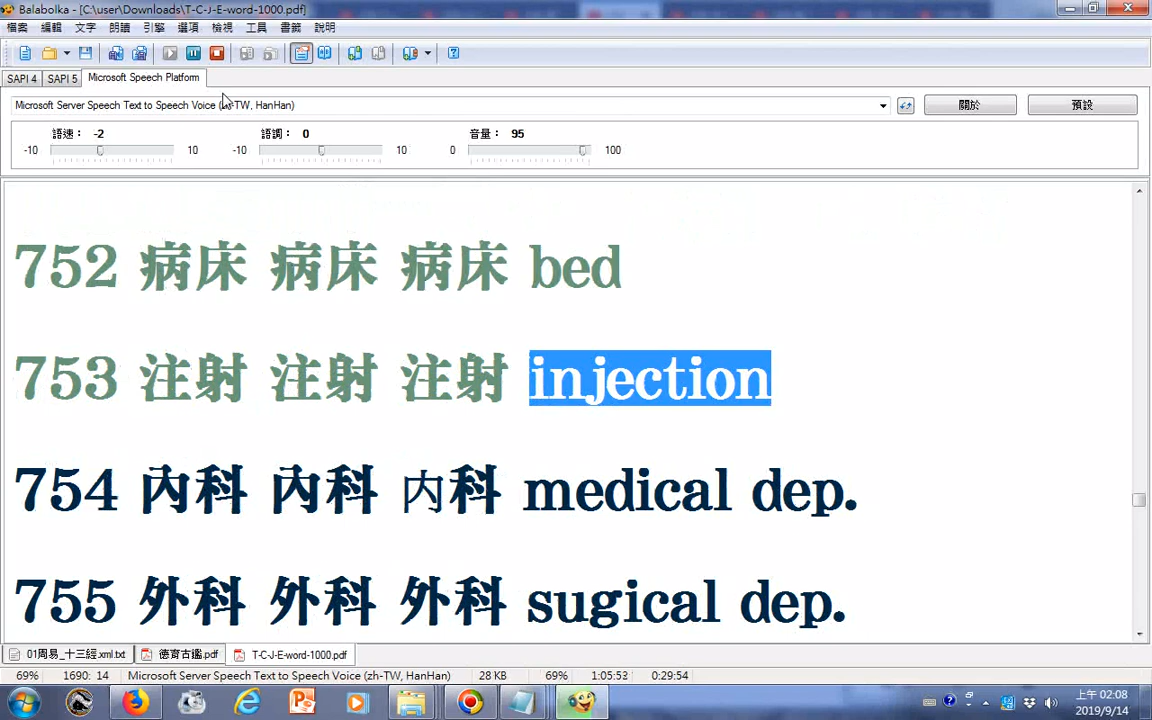 Balabolka - [C:\user\Downloads\T-C-J-E-word-1000.pdf]
檔案 編輯 文字 朗讀 引擎 選項 檢視 工具 書籤 說明
SAPI 4 SAPI 5 Microsoft Speech Platform
Microsoft Server Speech Text to Speech Voice (zh-TW, HanHan) 關於 預設
語速： -2 語調： 0 音量： 95
-10 10 -10 10 0 100
752 病床 病床 病床 bed
753 注射 注射 注射 injection
754 內科 內科 内科 medical dep.
755 外科 外科 外科 sugical dep.
01周易_十三經.xml.txt 德育古鑑.pdf T-C-J-E-word-1000.pdf
69% 1690: 14 Microsoft Server Speech Text to Speech Voice (zh-TW, HanHan) 28 KB 69% 1:05:53 0:29:54
上午 02:08
2019/9/14